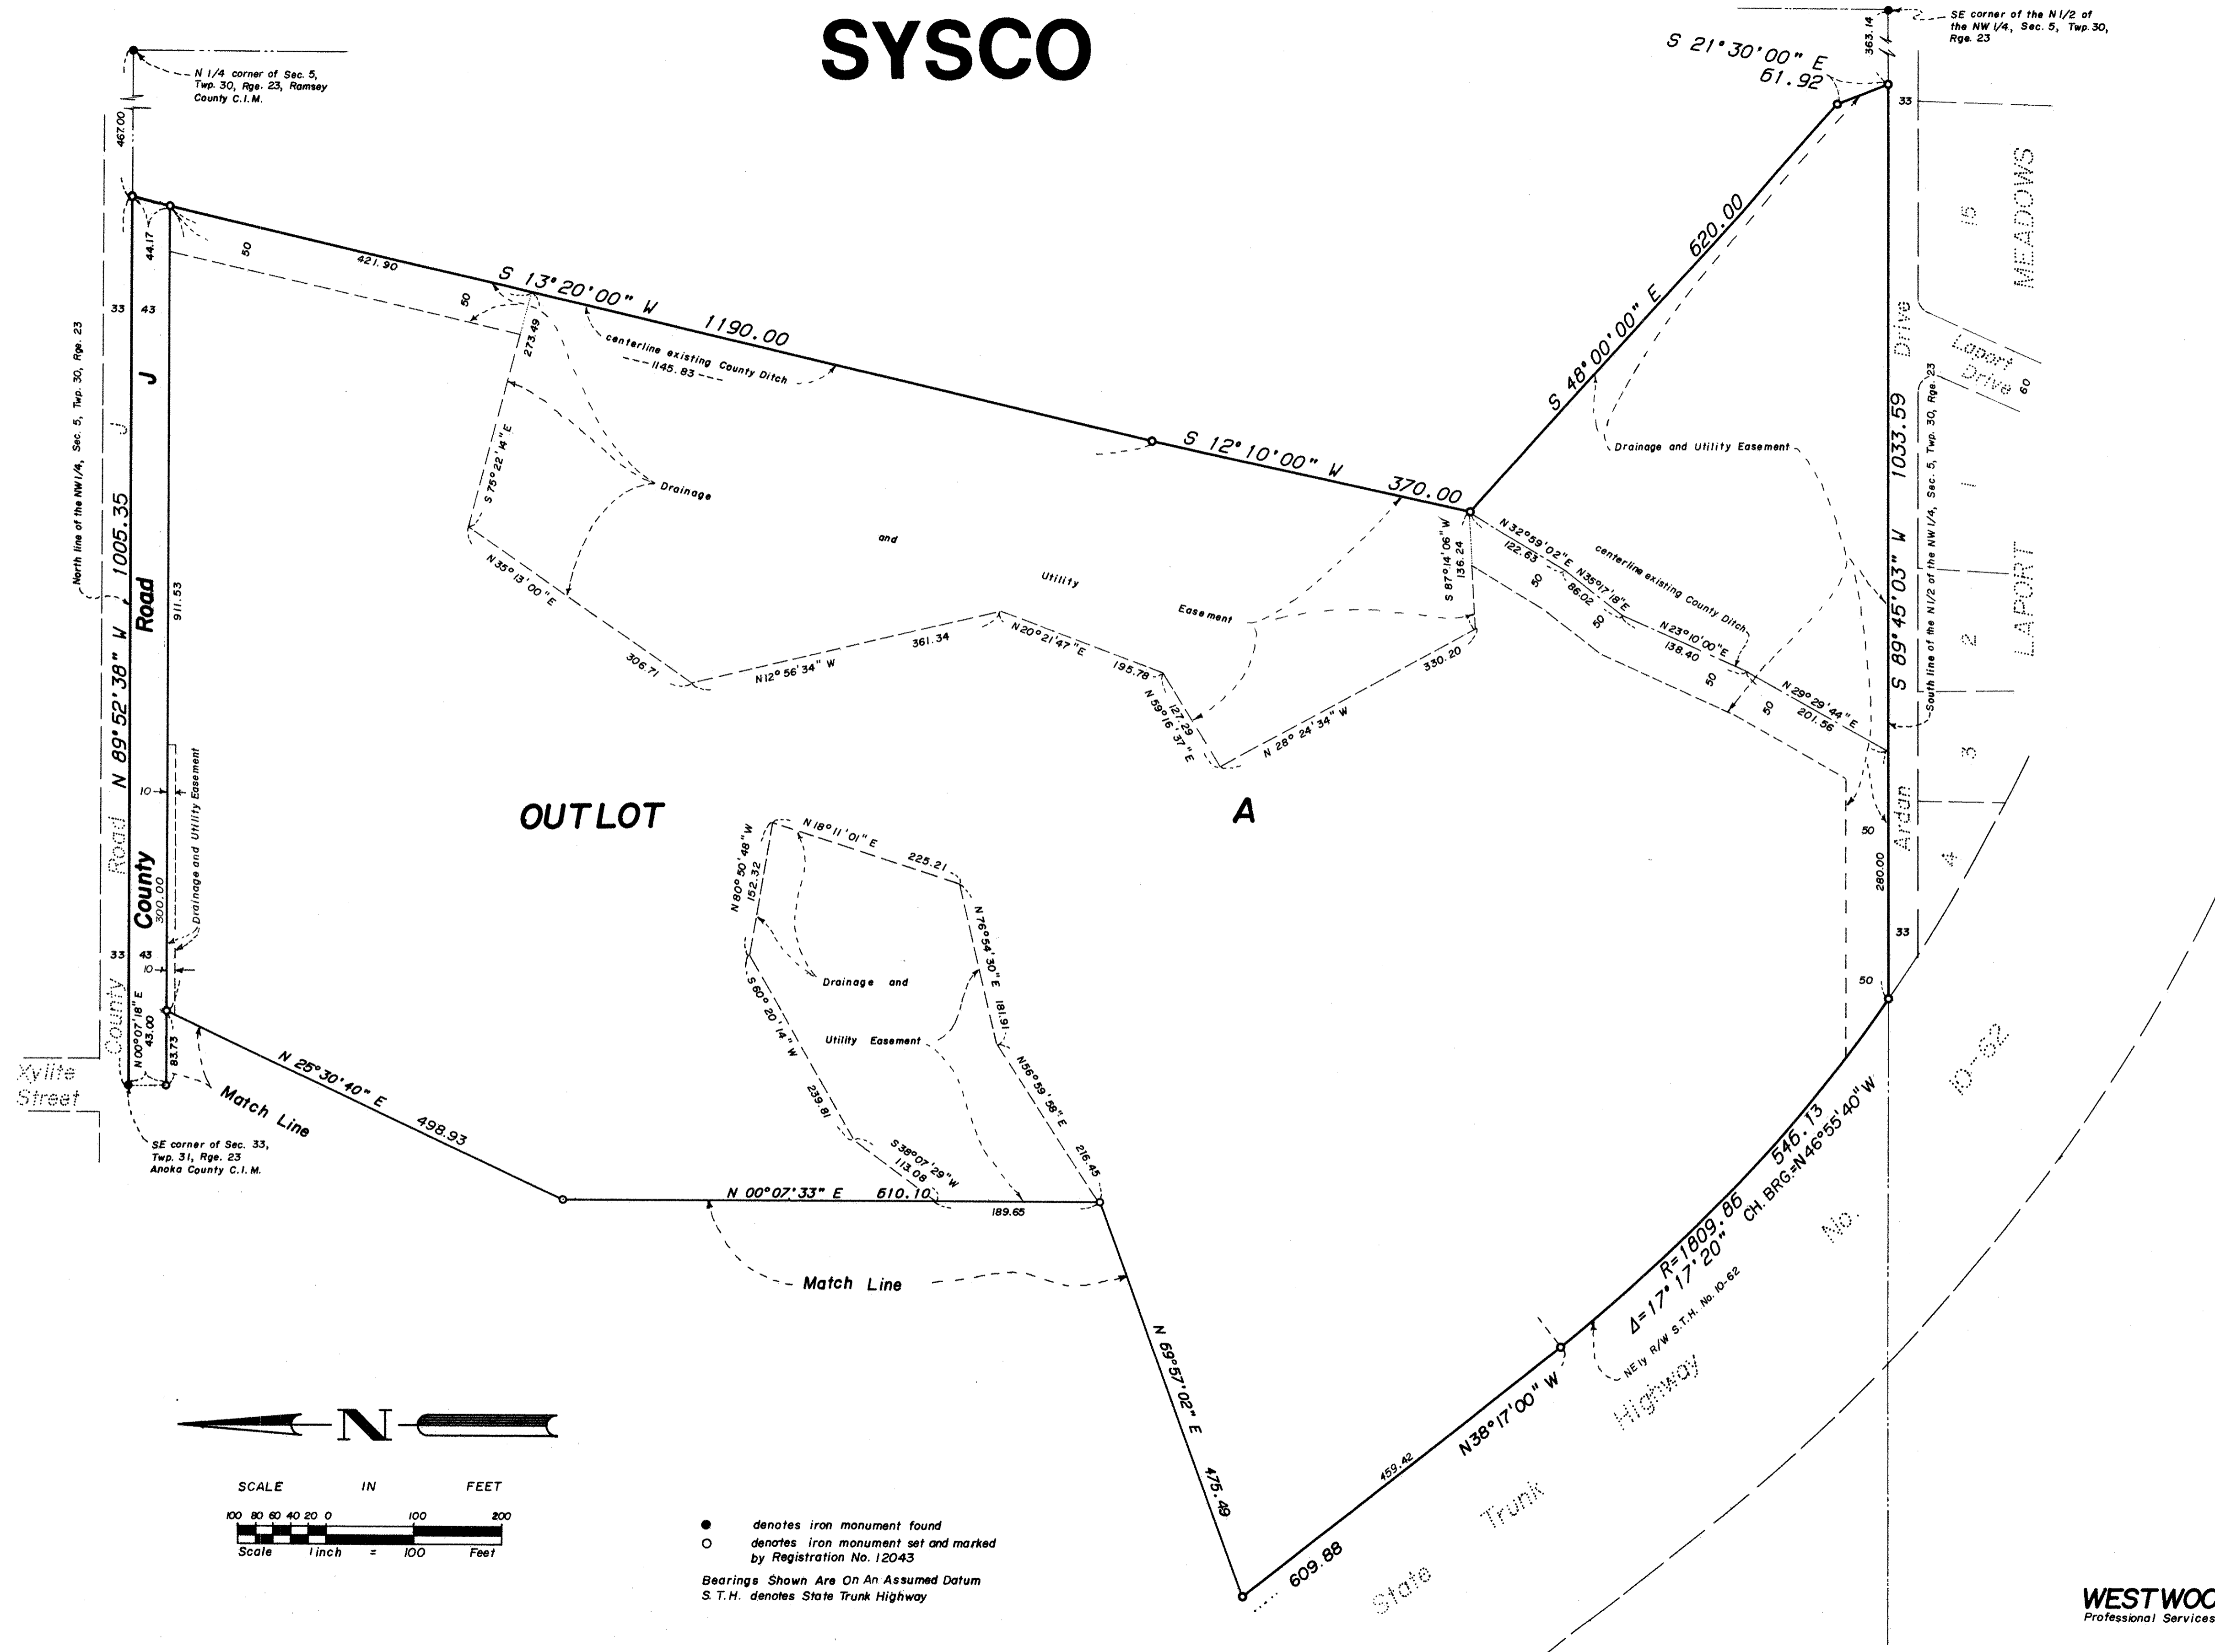 SYSCO
N 1/4 corner of Sec. 5,
Twp. 30, Rge. 23, Ramsey
County C.I.M.
467.00
SE corner of the N 1/2 of
the NW 1/4, Sec. 5, Twp. 30,
Rge. 23
363.14
S 21°30'00" E
61.92
33
44.17
50
421.90
50
33
43
S 13°20'00" W 1190.00
centerline existing County Ditch
1145.83
273.49
S 75°22'14" E
S 12°10'00" W 370.00
S 48°00'00" E 620.00
Drainage and Utility Easement
MEADOWS
15
Laport
Drive
60
Ardan Drive
S 89°45'03" W 1033.59
South line of the N 1/2 of the NW 1/4, Sec. 5, Twp. 30, Rge. 23
LAPORT
1
2
3
4
North line of the NW 1/4, Sec. 5, Twp. 30, Rge. 23
County Road J
N 89°52'38" W 1005.35
County Road J
911.53
Drainage
and
Utility
Easement
N 35°13'00" E
306.71
N 12°56'34" W
361.34
N 20°21'47" E
195.78
127.29
N 59°16'37" E
N 28°24'34" W
330.20
S 87°14'06" W
136.24
N 32°59'02" E
122.63
N 35°17'18" E
86.02
50
50
centerline existing County Ditch
N 23°10'00" E
138.40
50
N 29°29'44" E
201.56
50
50
280.00
33
50
OUTLOT A
10
Drainage and Utility Easement
300.00
33
43
10
N 00°07'18" E
43.00
83.73
Xylite
Street
SE corner of Sec. 33,
Twp. 31, Rge. 23
Anoka County C.I.M.
Match Line
N 25°30'40" E 498.93
N 18°11'01" E
225.21
N 80°50'48" W
152.32
N 76°54'30" E 181.91
Drainage and
Utility Easement
S 60°20'14" W
239.81
S 38°07'29" W
113.08
N 56°59'58" E
216.45
N 00°07'33" E 610.10
189.65
Match Line
N 69°57'02" E 475.49
609.88
459.42
N 38°17'00" W
546.13
R=1809.86
CH. BRG.=N46°55'40" W
Δ=17°17'20"
NEly R/W S.T.H. No. 10-62
State Trunk Highway No. 10-62
N
SCALE IN FEET
100 80 60 40 20 0 100 200
Scale 1 inch = 100 Feet
denotes iron monument found
denotes iron monument set and marked
by Registration No. 12043
Bearings Shown Are On An Assumed Datum
S.T.H. denotes State Trunk Highway
WESTWOO
Professional Services